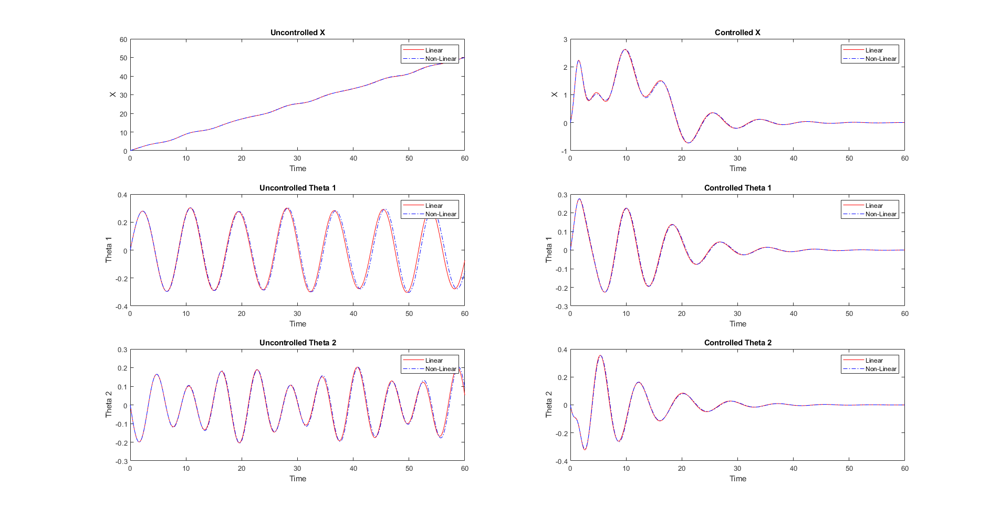 Uncontrolled X
60
50
40
30
20
10
0
X
Linear
Non-Linear
0 10 20 30 40 50 60
Time
Controlled X
3
2
1
0
-1
X
Linear
Non-Linear
0 10 20 30 40 50 60
Time
Uncontrolled Theta 1
0.4
0.2
0
-0.2
-0.4
Theta 1
Linear
Non-Linear
0 10 20 30 40 50 60
Time
Controlled Theta 1
0.3
0.2
0.1
0
-0.1
-0.2
-0.3
Theta 1
Linear
Non-Linear
0 10 20 30 40 50 60
Time
Uncontrolled Theta 2
0.3
0.2
0.1
0
-0.1
-0.2
-0.3
Theta 2
Linear
Non-Linear
0 10 20 30 40 50 60
Time
Controlled Theta 2
0.4
0.2
0
-0.2
-0.4
Theta 2
Linear
Non-Linear
0 10 20 30 40 50 60
Time